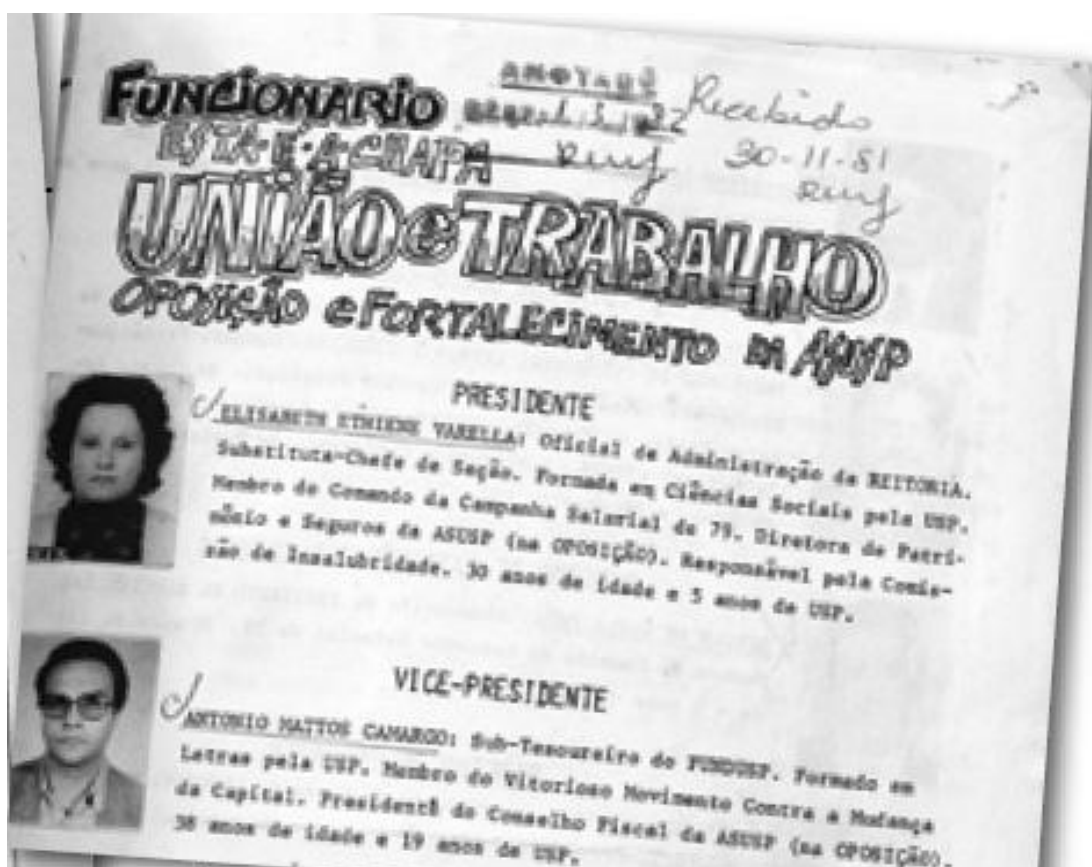 FUNCIONARIO
Recebido
30-11-81
ESTA É A CHAPA
UNIÃO e TRABALHO
OPOSIÇÃO e FORTALECIMENTO DA ASUSP
PRESIDENTE
ELISABETH ETHIENE VARELLA: Oficial de Administração da REITORIA.
Substituta-Chefe de Seção. Formada em Ciências Sociais pela USP.
Membro do Comando da Campanha Salarial de 79. Diretora de Patri-
mônio e Seguros da ASUSP (na OPOSIÇÃO). Responsável pela Comis-
são de Insalubridade. 30 anos de idade e 5 anos de USP.
VICE-PRESIDENTE
ANTONIO MATTOS CAMARGO: Sub-Tesoureiro do FUNDUSP. Formado em
Letras pela USP. Membro do Vitorioso Movimento Contra a Mudança
da Capital. Presidente do Conselho Fiscal da ASUSP (na OPOSIÇÃO).
38 anos de idade e 19 anos de USP.